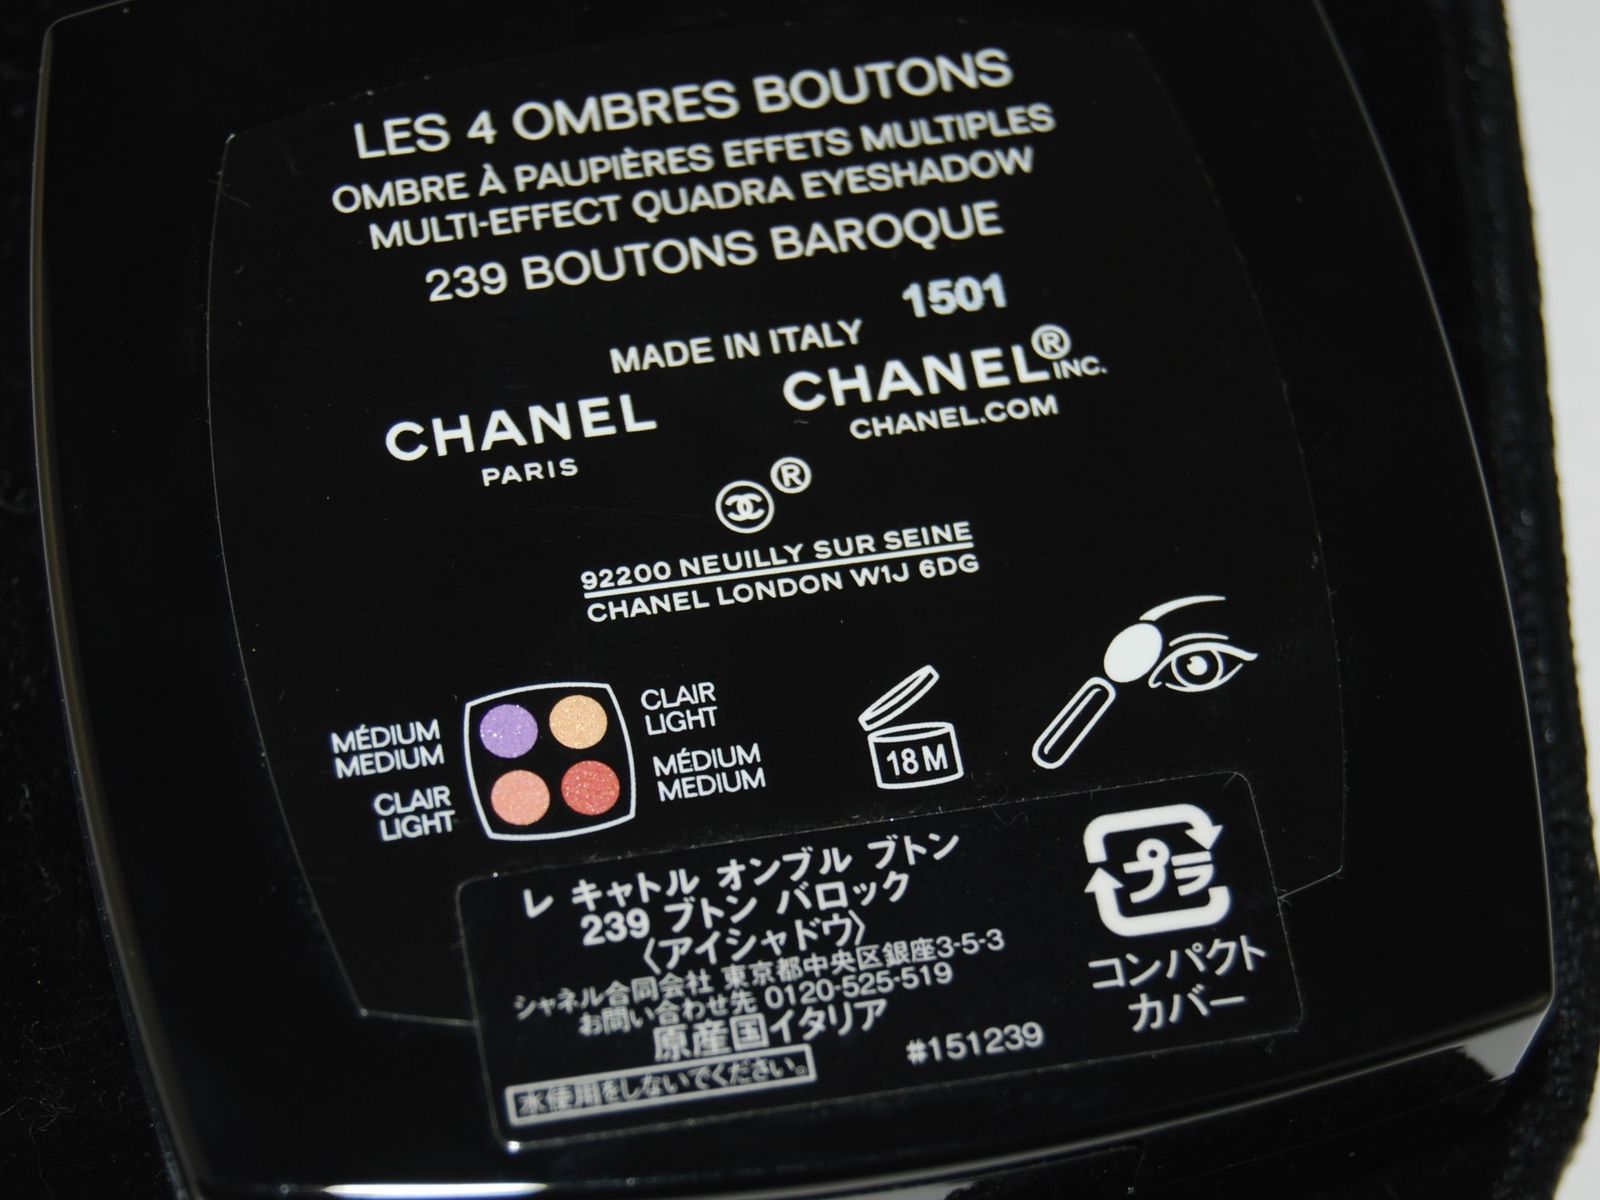 LES 4 OMBRES BOUTONS
OMBRE À PAUPIÈRES EFFETS MULTIPLES
MULTI-EFFECT QUADRA EYESHADOW
239 BOUTONS BAROQUE
1501
MADE IN ITALY
CHANEL
PARIS
CHANEL® INC.
CHANEL.COM
®
92200 NEUILLY SUR SEINE
CHANEL LONDON W1J 6DG
MÉDIUM
MEDIUM
CLAIR
LIGHT
CLAIR
LIGHT
MÉDIUM
MEDIUM
18 M
レ キャトル オンブル ブトン
239 ブトン バロック
〈アイシャドウ〉
シャネル合同会社 東京都中央区銀座3-5-3
お問い合わせ先 0120-525-519
原産国イタリア
#151239
水使用をしないでください。
プラ
コンパクト
カバー